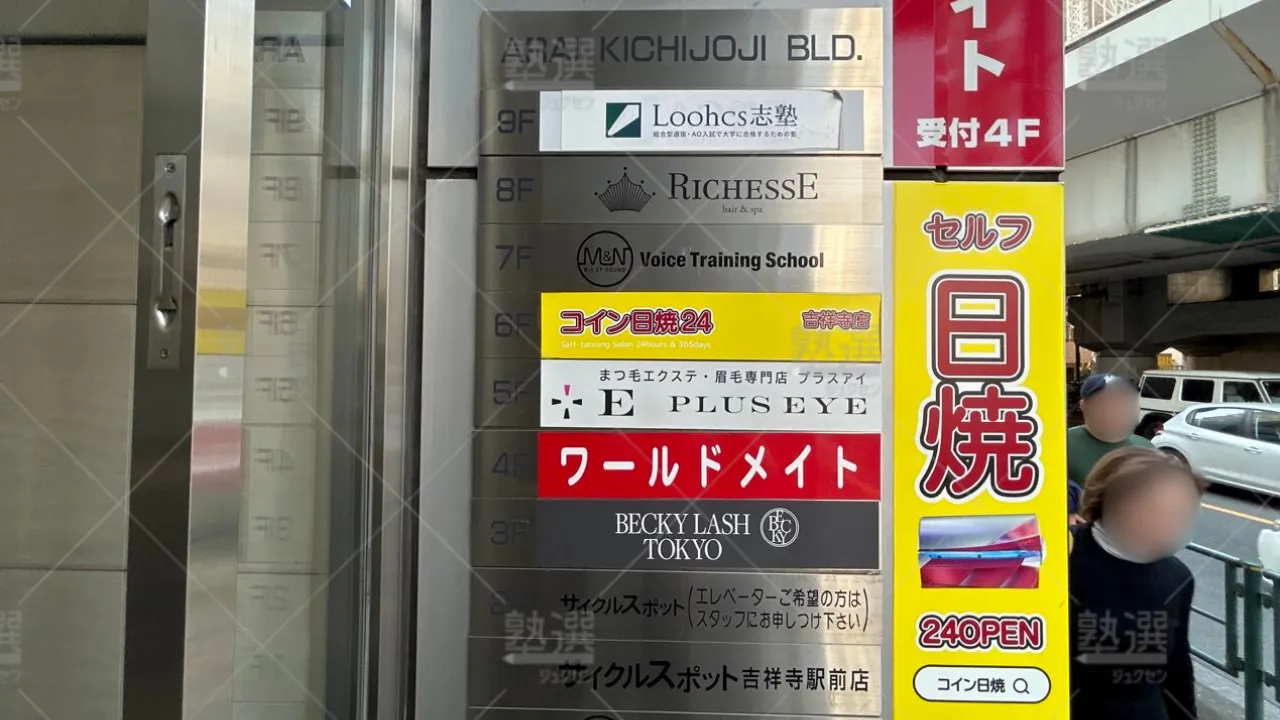 ARAI KICHIJOJI BLD.
9F
Loohcs志塾
総合型選抜・AO入試で大学に合格するための塾
8F
RICHESSE
hair & spa
7F
M&N
MIX UP SOUND
Voice Training School
6F
コイン日焼24
吉祥寺店
Self-tanning Salon 24hours & 365days
5F
まつ毛エクステ・眉毛専門店 プラスアイ
E PLUS EYE
4F
ワールドメイト
3F
BECKY LASH
TOKYO
BECKY
サイクルスポット(エレベーターご希望の方は
スタッフにお申しつけ下さい)
サイクルスポット吉祥寺駅前店
イト
受付4F
セルフ
日焼
24OPEN
コイン日焼
塾選
ジュクセン